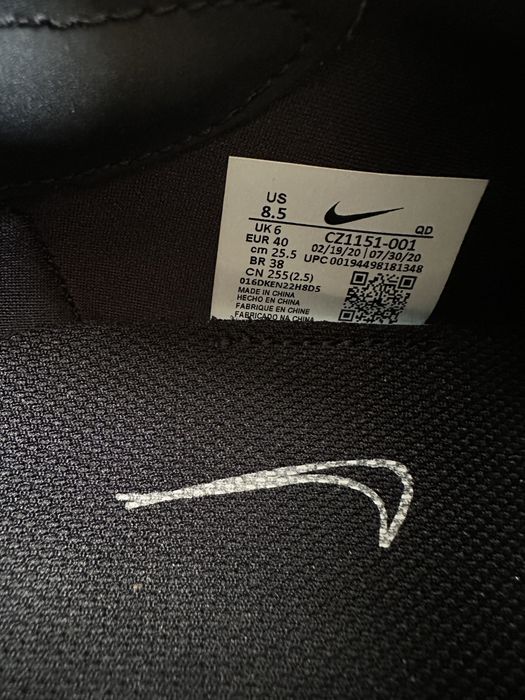 US
8.5
UK 6
EUR 40
cm 25.5
BR 38
CN 255(2.5)
016DKEN22H8D5
MADE IN CHINA
HECHO EN CHINA
FABRIQUE EN CHINE
FABRICADO NA CHINA
QD
CZ1151-001
02/19/20 | 07/30/20
UPC 00194498181348